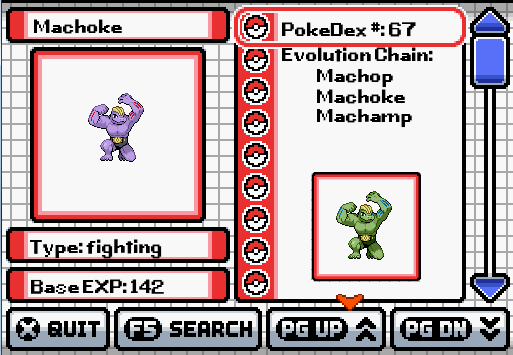 Machoke
PokeDex #: 67
Evolution Chain:
Machop
Machoke
Machamp
Type: fighting
Base EXP: 142
X QUIT
F5 SEARCH
PG UP
PG DN